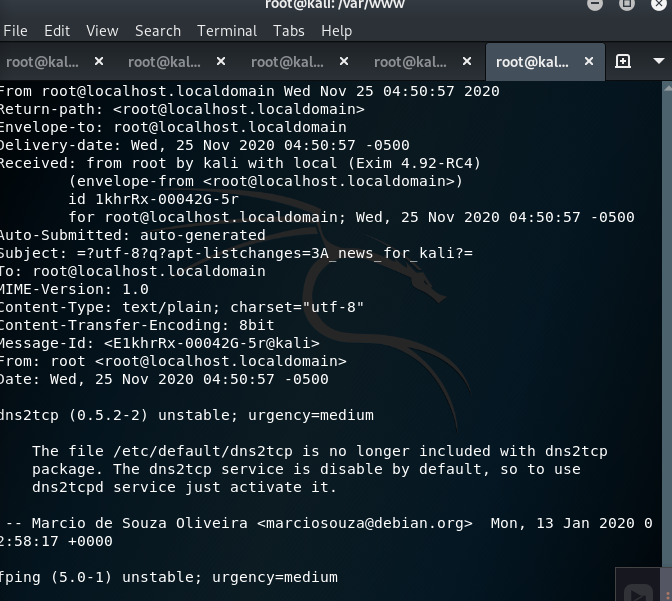 root@kali: /var/www
File Edit View Search Terminal Tabs Help
root@kal... × root@kal... × root@kal... × root@kal... × root@kal... ×
From root@localhost.localdomain Wed Nov 25 04:50:57 2020
Return-path: <root@localhost.localdomain>
Envelope-to: root@localhost.localdomain
Delivery-date: Wed, 25 Nov 2020 04:50:57 -0500
Received: from root by kali with local (Exim 4.92-RC4)
        (envelope-from <root@localhost.localdomain>)
        id 1khrRx-00042G-5r
        for root@localhost.localdomain; Wed, 25 Nov 2020 04:50:57 -0500
Auto-Submitted: auto-generated
Subject: =?utf-8?q?apt-listchanges=3A_news_for_kali?=
To: root@localhost.localdomain
MIME-Version: 1.0
Content-Type: text/plain; charset="utf-8"
Content-Transfer-Encoding: 8bit
Message-Id: <E1khrRx-00042G-5r@kali>
From: root <root@localhost.localdomain>
Date: Wed, 25 Nov 2020 04:50:57 -0500
dns2tcp (0.5.2-2) unstable; urgency=medium
    The file /etc/default/dns2tcp is no longer included with dns2tcp
    package. The dns2tcp service is disable by default, so to use
    dns2tcpd service just activate it.
 -- Marcio de Souza Oliveira <marciosouza@debian.org>  Mon, 13 Jan 2020 0
2:58:17 +0000
fping (5.0-1) unstable; urgency=medium